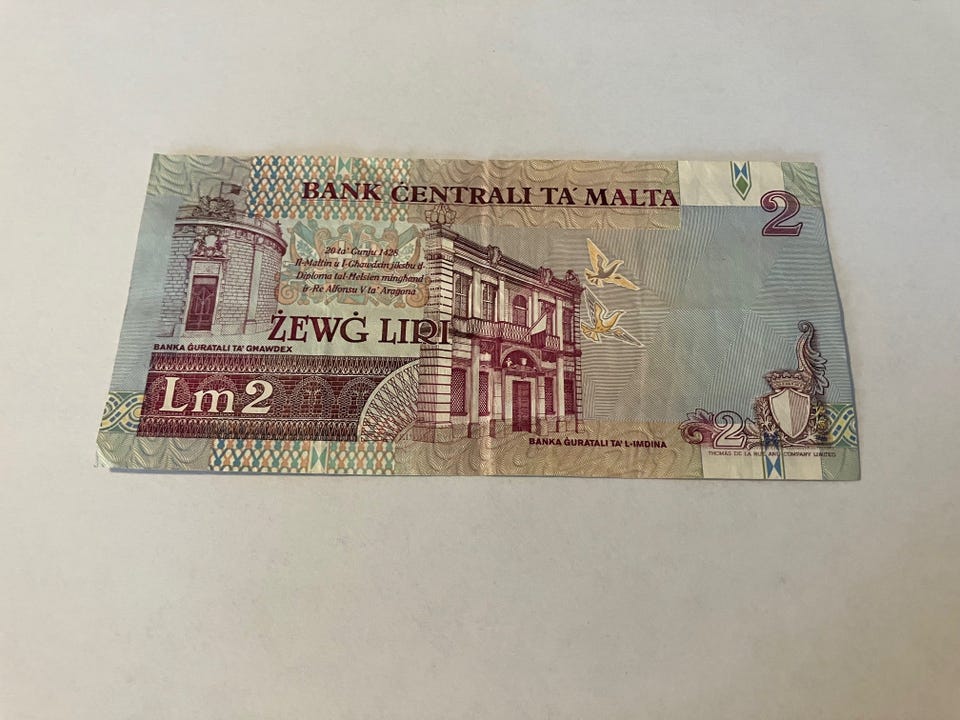 BANK ĊENTRALI TA' MALTA
2
20 ta' Ġunju 1428
Il-Maltin u l-Għawdxin jiksbu d-
Diploma tal-Ħelsien mingħand
ir-Re Alfonsu V ta' Aragona
ŻEWĠ LIRI
BANKA ĠURATALI TA' GĦAWDEX
Lm2
2
BANKA ĠURATALI TA' L-IMDINA
THOMAS DE LA RUE AND COMPANY LIMITED